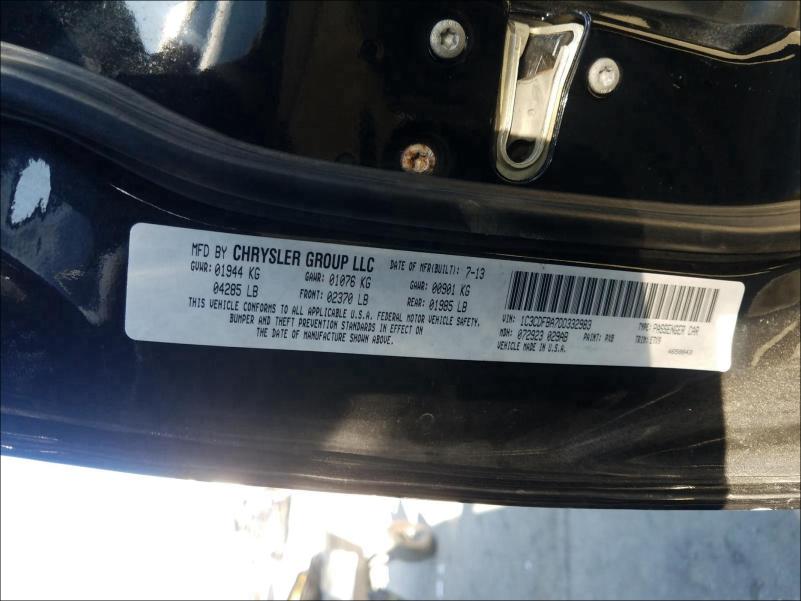 MFD BY CHRYSLER GROUP LLC DATE OF MFR(BUILT): 7-13
GVWR: 01944 KG GAWR: 01076 KG GAWR: 00901 KG
04285 LB FRONT: 02370 LB REAR: 01985 LB
THIS VEHICLE CONFORMS TO ALL APPLICABLE U.S.A. FEDERAL MOTOR VEHICLE SAFETY,
BUMPER AND THEFT PREVENTION STANDARDS IN EFFECT ON
THE DATE OF MANUFACTURE SHOWN ABOVE.
VIN: 1C3CDFBA7DD332983 TYPE: PASSENGER CAR
MDH: 072923 029AB PAINT: PXB TRIM:
VEHICLE MADE IN U.S.A.